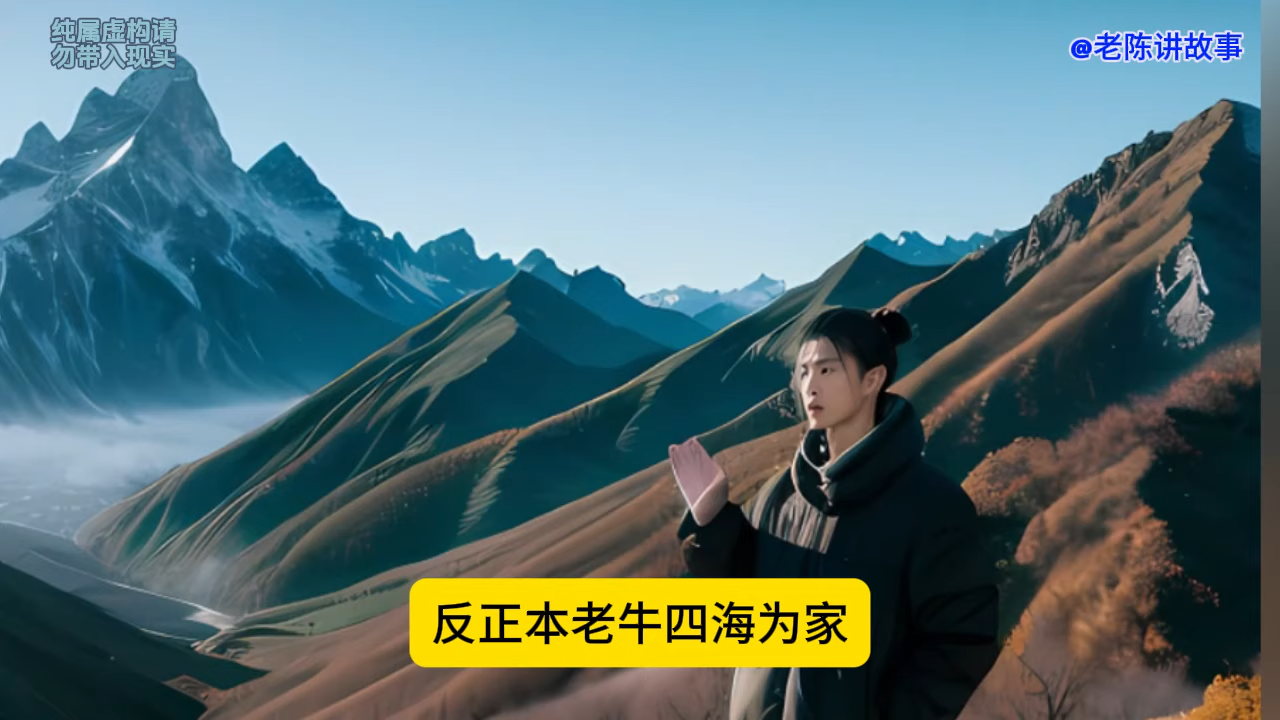 纯属虚构请
勿带入现实
@老陈讲故事
反正本老牛四海为家